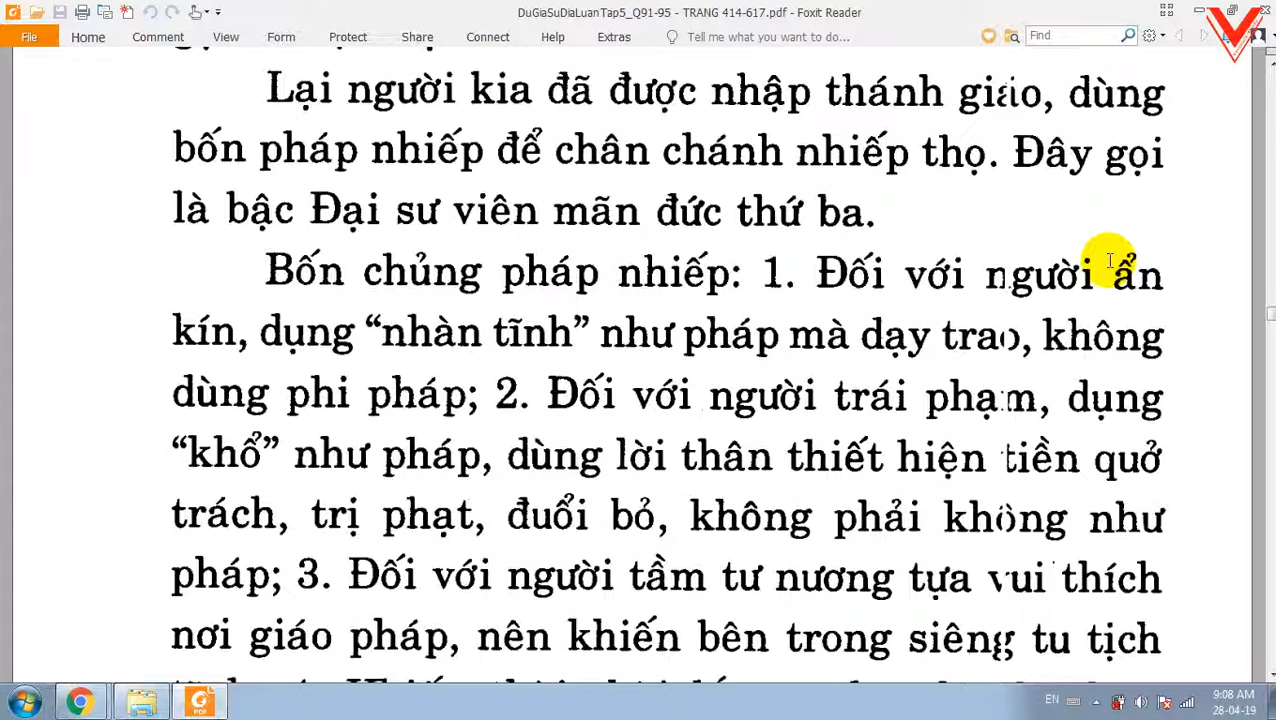 DuGiaSuDiaLuanTap5_Q91-95 - TRANG 414-617.pdf - Foxit Reader
File Home Comment View Form Protect Share Connect Help Extras Tell me what you want to do... Find
Lại người kia đã được nhập thánh giáo, dùng
bốn pháp nhiếp để chân chánh nhiếp thọ. Đây gọi
là bậc Đại sư viên mãn đức thứ ba.
Bốn chủng pháp nhiếp: 1. Đối với người ẩn
kín, dụng “nhàn tĩnh” như pháp mà dạy trao, không
dùng phi pháp; 2. Đối với người trái phạm, dụng
“khổ” như pháp, dùng lời thân thiết hiện tiền quở
trách, trị phạt, đuổi bỏ, không phải không như
pháp; 3. Đối với người tầm tư nương tựa vui thích
nơi giáo pháp, nên khiến bên trong siêng tu tịch
EN 9:08 AM
28-04-19